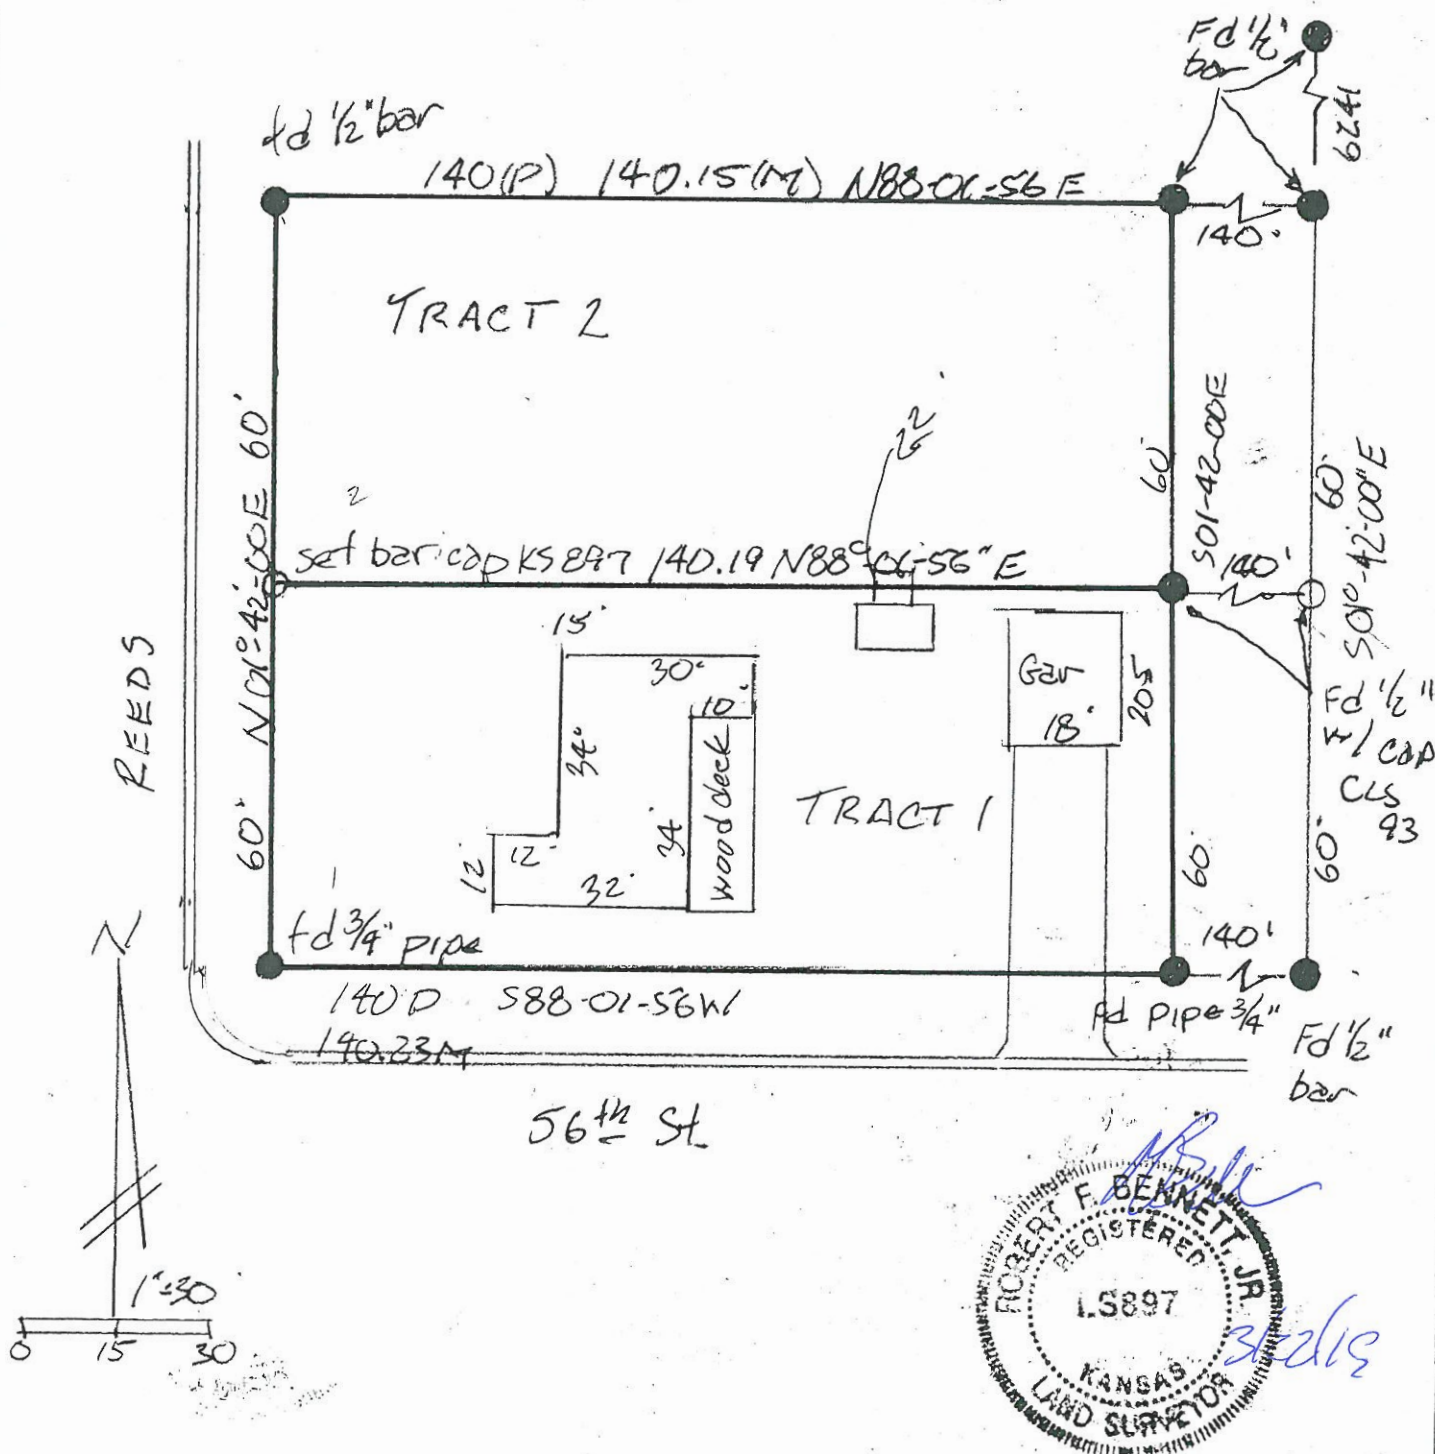 Fd 1/2"
bar
fd 1/2" bar
140(P) 140.15(M) N88-01-56E
140'
TRACT 2
N01°-42'-00E 60'
60'
S01-42-00E
60'
S01°-42'-00"E
2
set bar cap KS897 140.19 N88°-01-56"E
140'
REEDS
15'
30'
10'
34'
34'
wood deck
Gar
18'
205
Fd 1/2"
w/ cap
CLS
93
TRACT 1
60'
12'
12'
32'
60'
60'
N
fd 3/4" pipe
140'
140 D S88-01-56W
140.23M
Fd Pipe 3/4"
Fd 1/2"
bar
56th St.
1"=30
0 15 30
ROBERT F. BENNETT, JR.
REGISTERED
LS897
KANSAS
LAND SURVEYOR